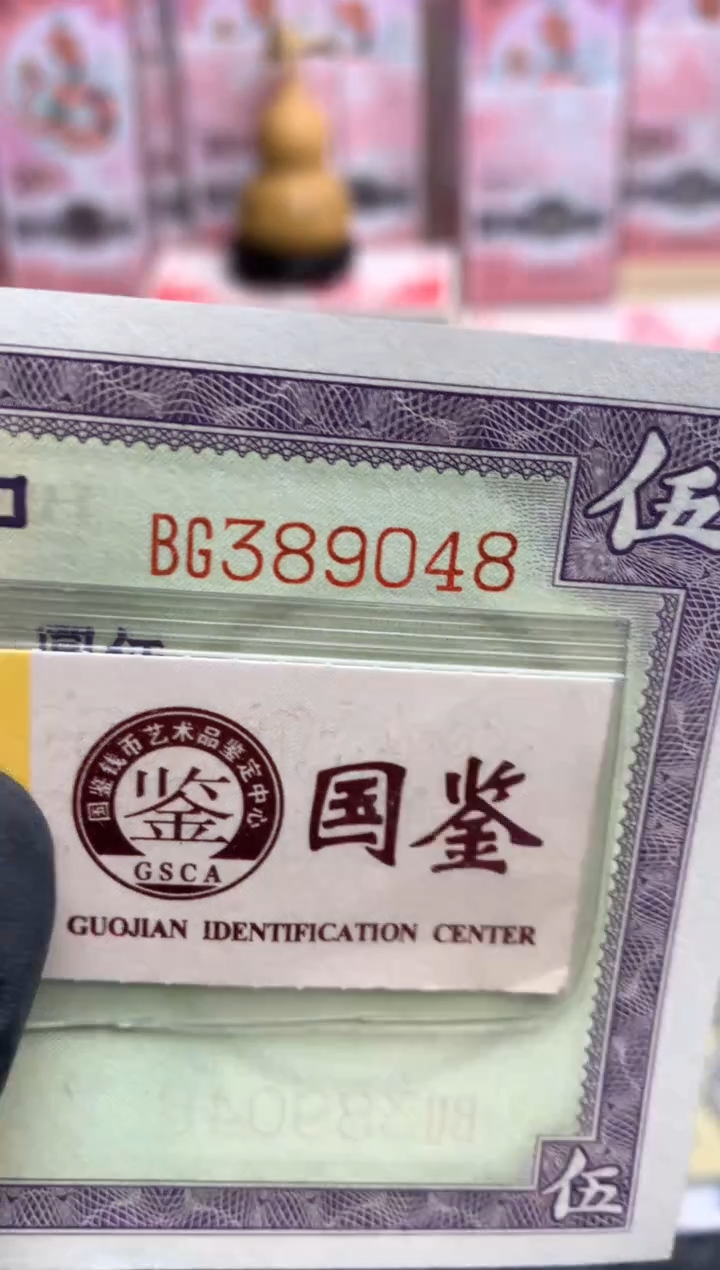 伍
BG389048
国鉴钱币艺术品鉴定中心
鉴
GSCA
国鉴
GUOJIAN IDENTIFICATION CENTER
伍